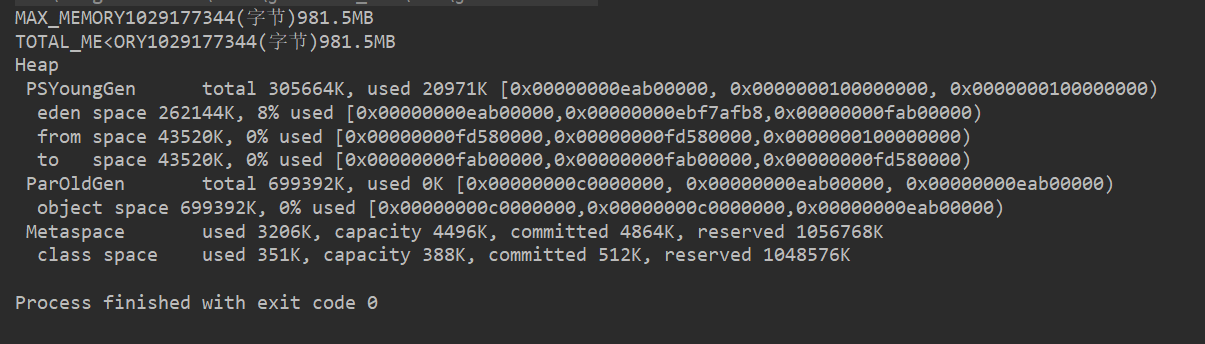 MAX_MEMORY1029177344(字节)981.5MB
TOTAL_ME<ORY1029177344(字节)981.5MB
Heap
 PSYoungGen      total 305664K, used 20971K [0x00000000eab00000, 0x0000000100000000, 0x0000000100000000)
  eden space 262144K, 8% used [0x00000000eab00000,0x00000000ebf7afb8,0x00000000fab00000)
  from space 43520K, 0% used [0x00000000fd580000,0x00000000fd580000,0x0000000100000000)
  to   space 43520K, 0% used [0x00000000fab00000,0x00000000fab00000,0x00000000fd580000)
 ParOldGen       total 699392K, used 0K [0x00000000c0000000, 0x00000000eab00000, 0x00000000eab00000)
  object space 699392K, 0% used [0x00000000c0000000,0x00000000c0000000,0x00000000eab00000)
 Metaspace       used 3206K, capacity 4496K, committed 4864K, reserved 1056768K
  class space    used 351K, capacity 388K, committed 512K, reserved 1048576K
Process finished with exit code 0